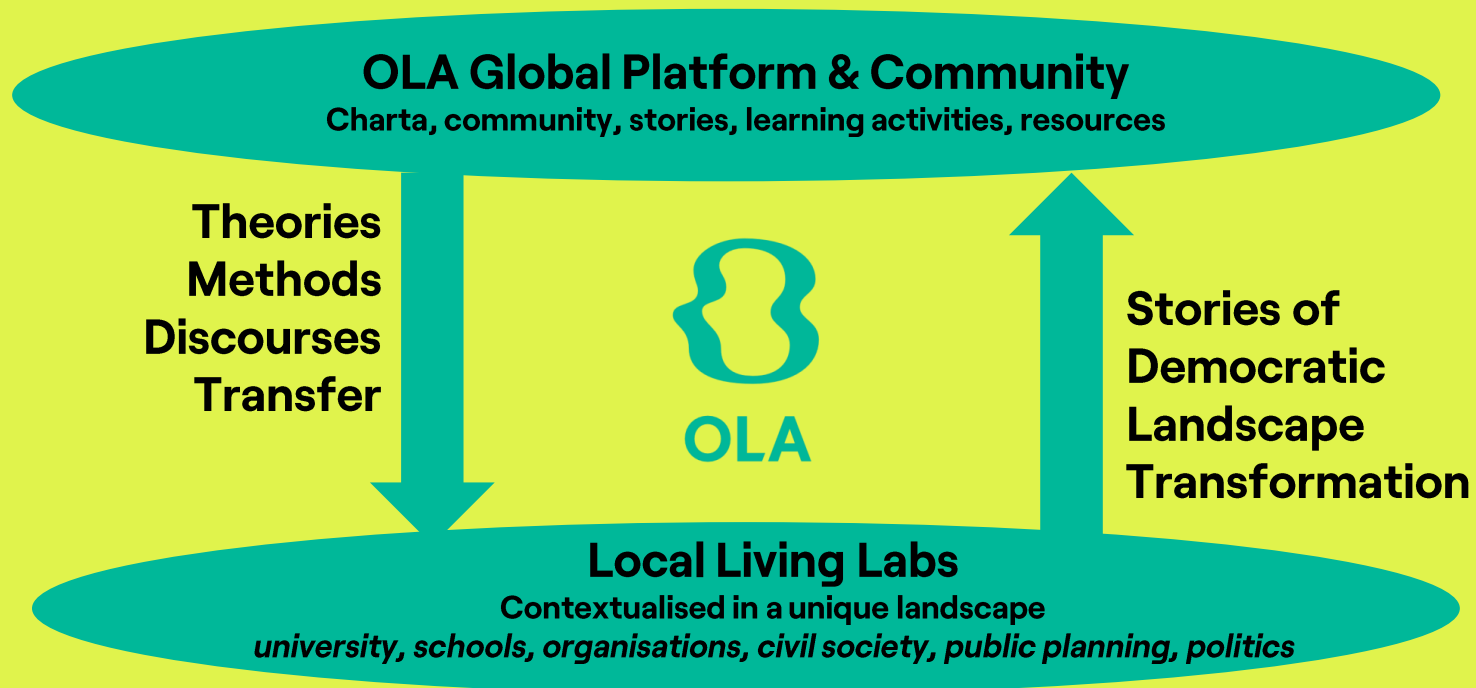 OLA Global Platform & Community
Charta, community, stories, learning activities, resources
Theories
Methods
Discourses
Transfer
OLA
Stories of
Democratic
Landscape
Transformation
Local Living Labs
Contextualised in a unique landscape
university, schools, organisations, civil society, public planning, politics